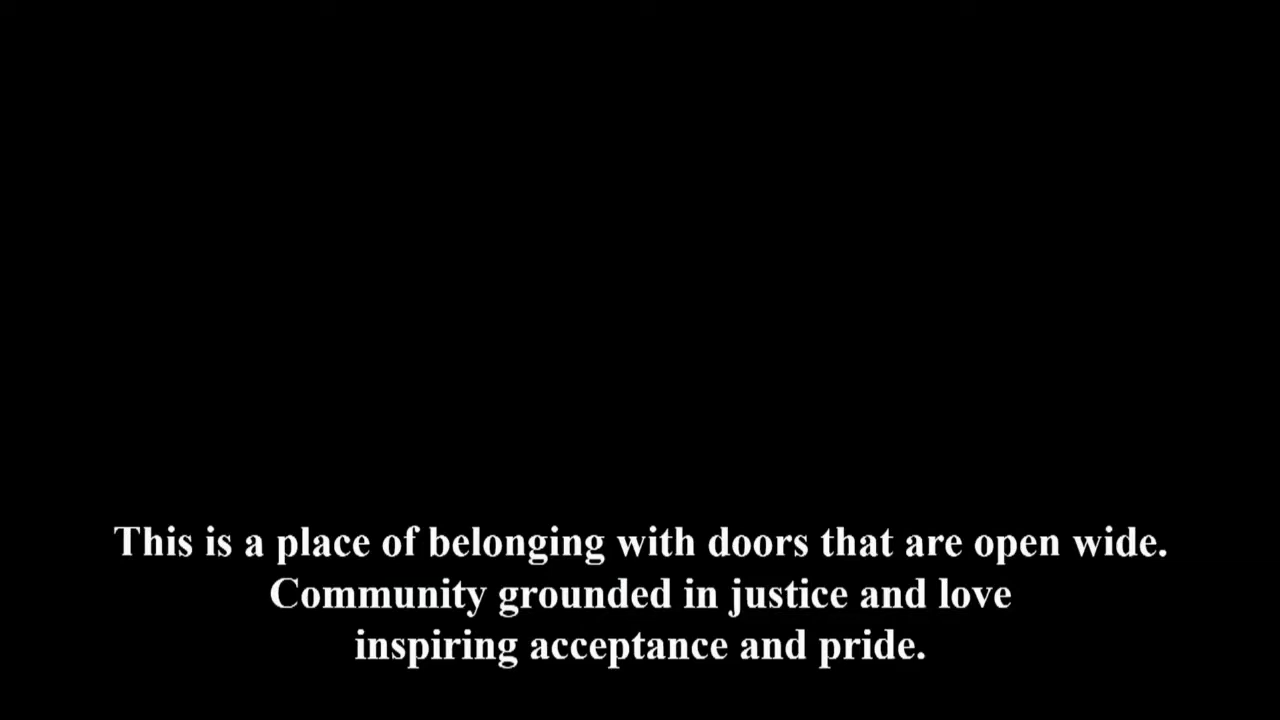 This is a place of belonging with doors that are open wide.
Community grounded in justice and love
inspiring acceptance and pride.